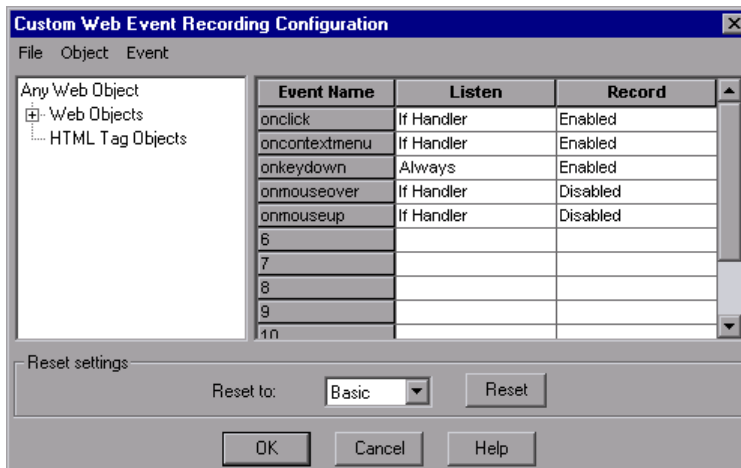 Custom Web Event Recording Configuration
File Object Event
Any Web Object
Web Objects
HTML Tag Objects
Event Name Listen Record
onclick If Handler Enabled
oncontextmenu If Handler Enabled
onkeydown Always Enabled
onmouseover If Handler Disabled
onmouseup If Handler Disabled
6
7
8
9
10
Reset settings
Reset to: Basic Reset
OK Cancel Help